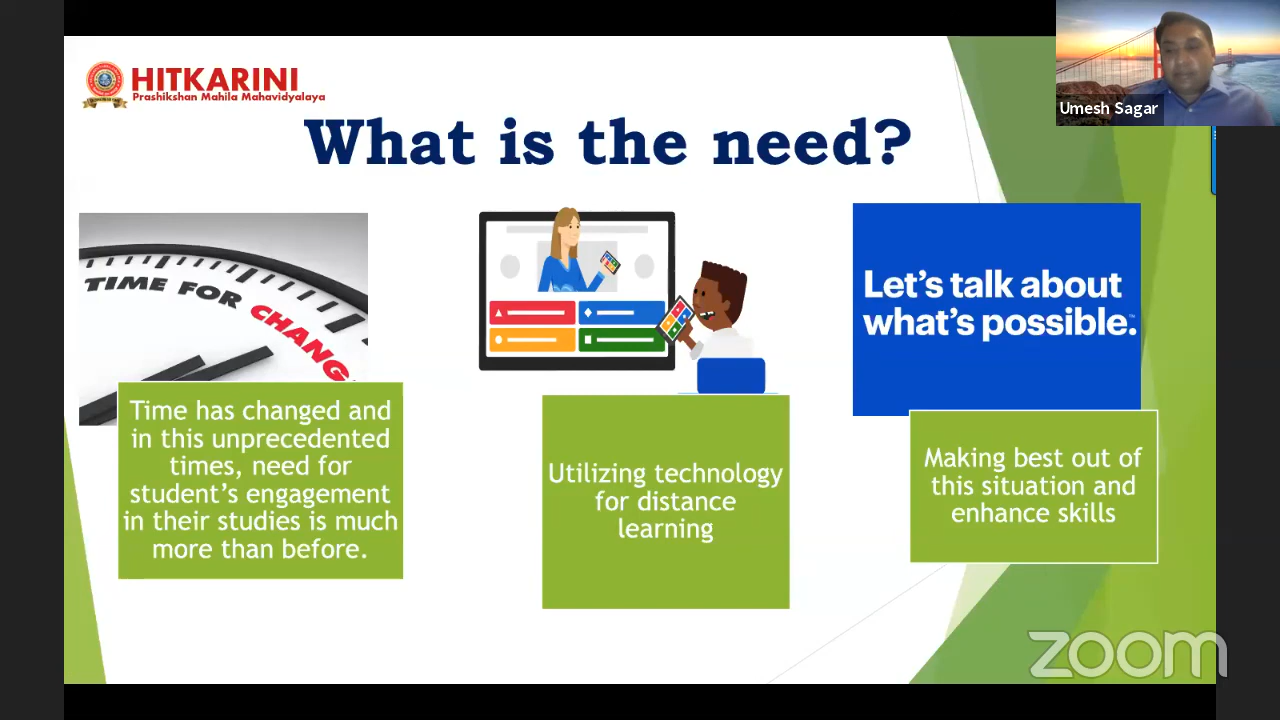 HITKARINI
Prashikshan Mahila Mahavidyalaya
Umesh Sagar
What is the need?
TIME FOR CHANG
Let's talk about
what's possible.
Time has changed and
in this unprecedented
times, need for
student's engagement
in their studies is much
more than before.
Utilizing technology
for distance
learning
Making best out of
this situation and
enhance skills
zoom